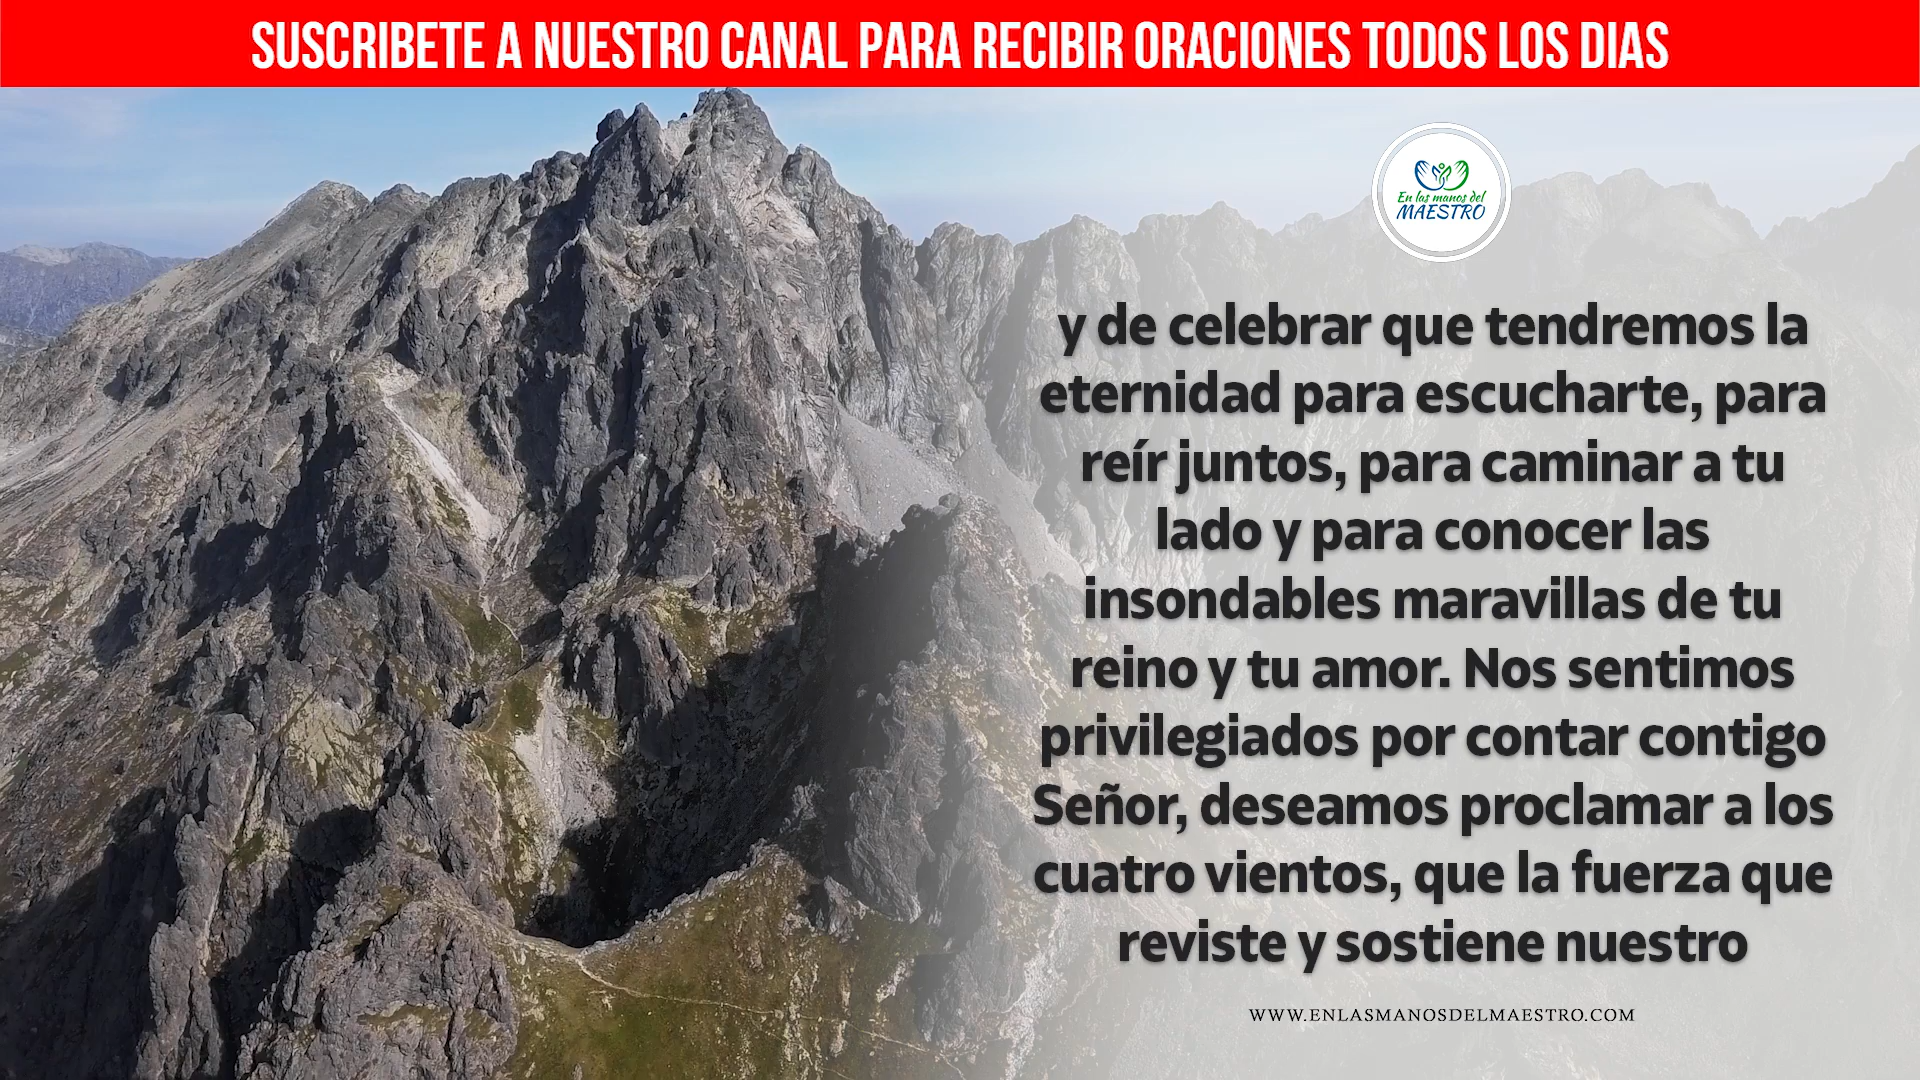 SUSCRIBETE A NUESTRO CANAL PARA RECIBIR ORACIONES TODOS LOS DIAS
En las manos del
MAESTRO
y de celebrar que tendremos la
eternidad para escucharte, para
reír juntos, para caminar a tu
lado y para conocer las
insondables maravillas de tu
reino y tu amor. Nos sentimos
privilegiados por contar contigo
Señor, deseamos proclamar a los
cuatro vientos, que la fuerza que
reviste y sostiene nuestro
WWW.ENLASMANOSDELMAESTRO.COM